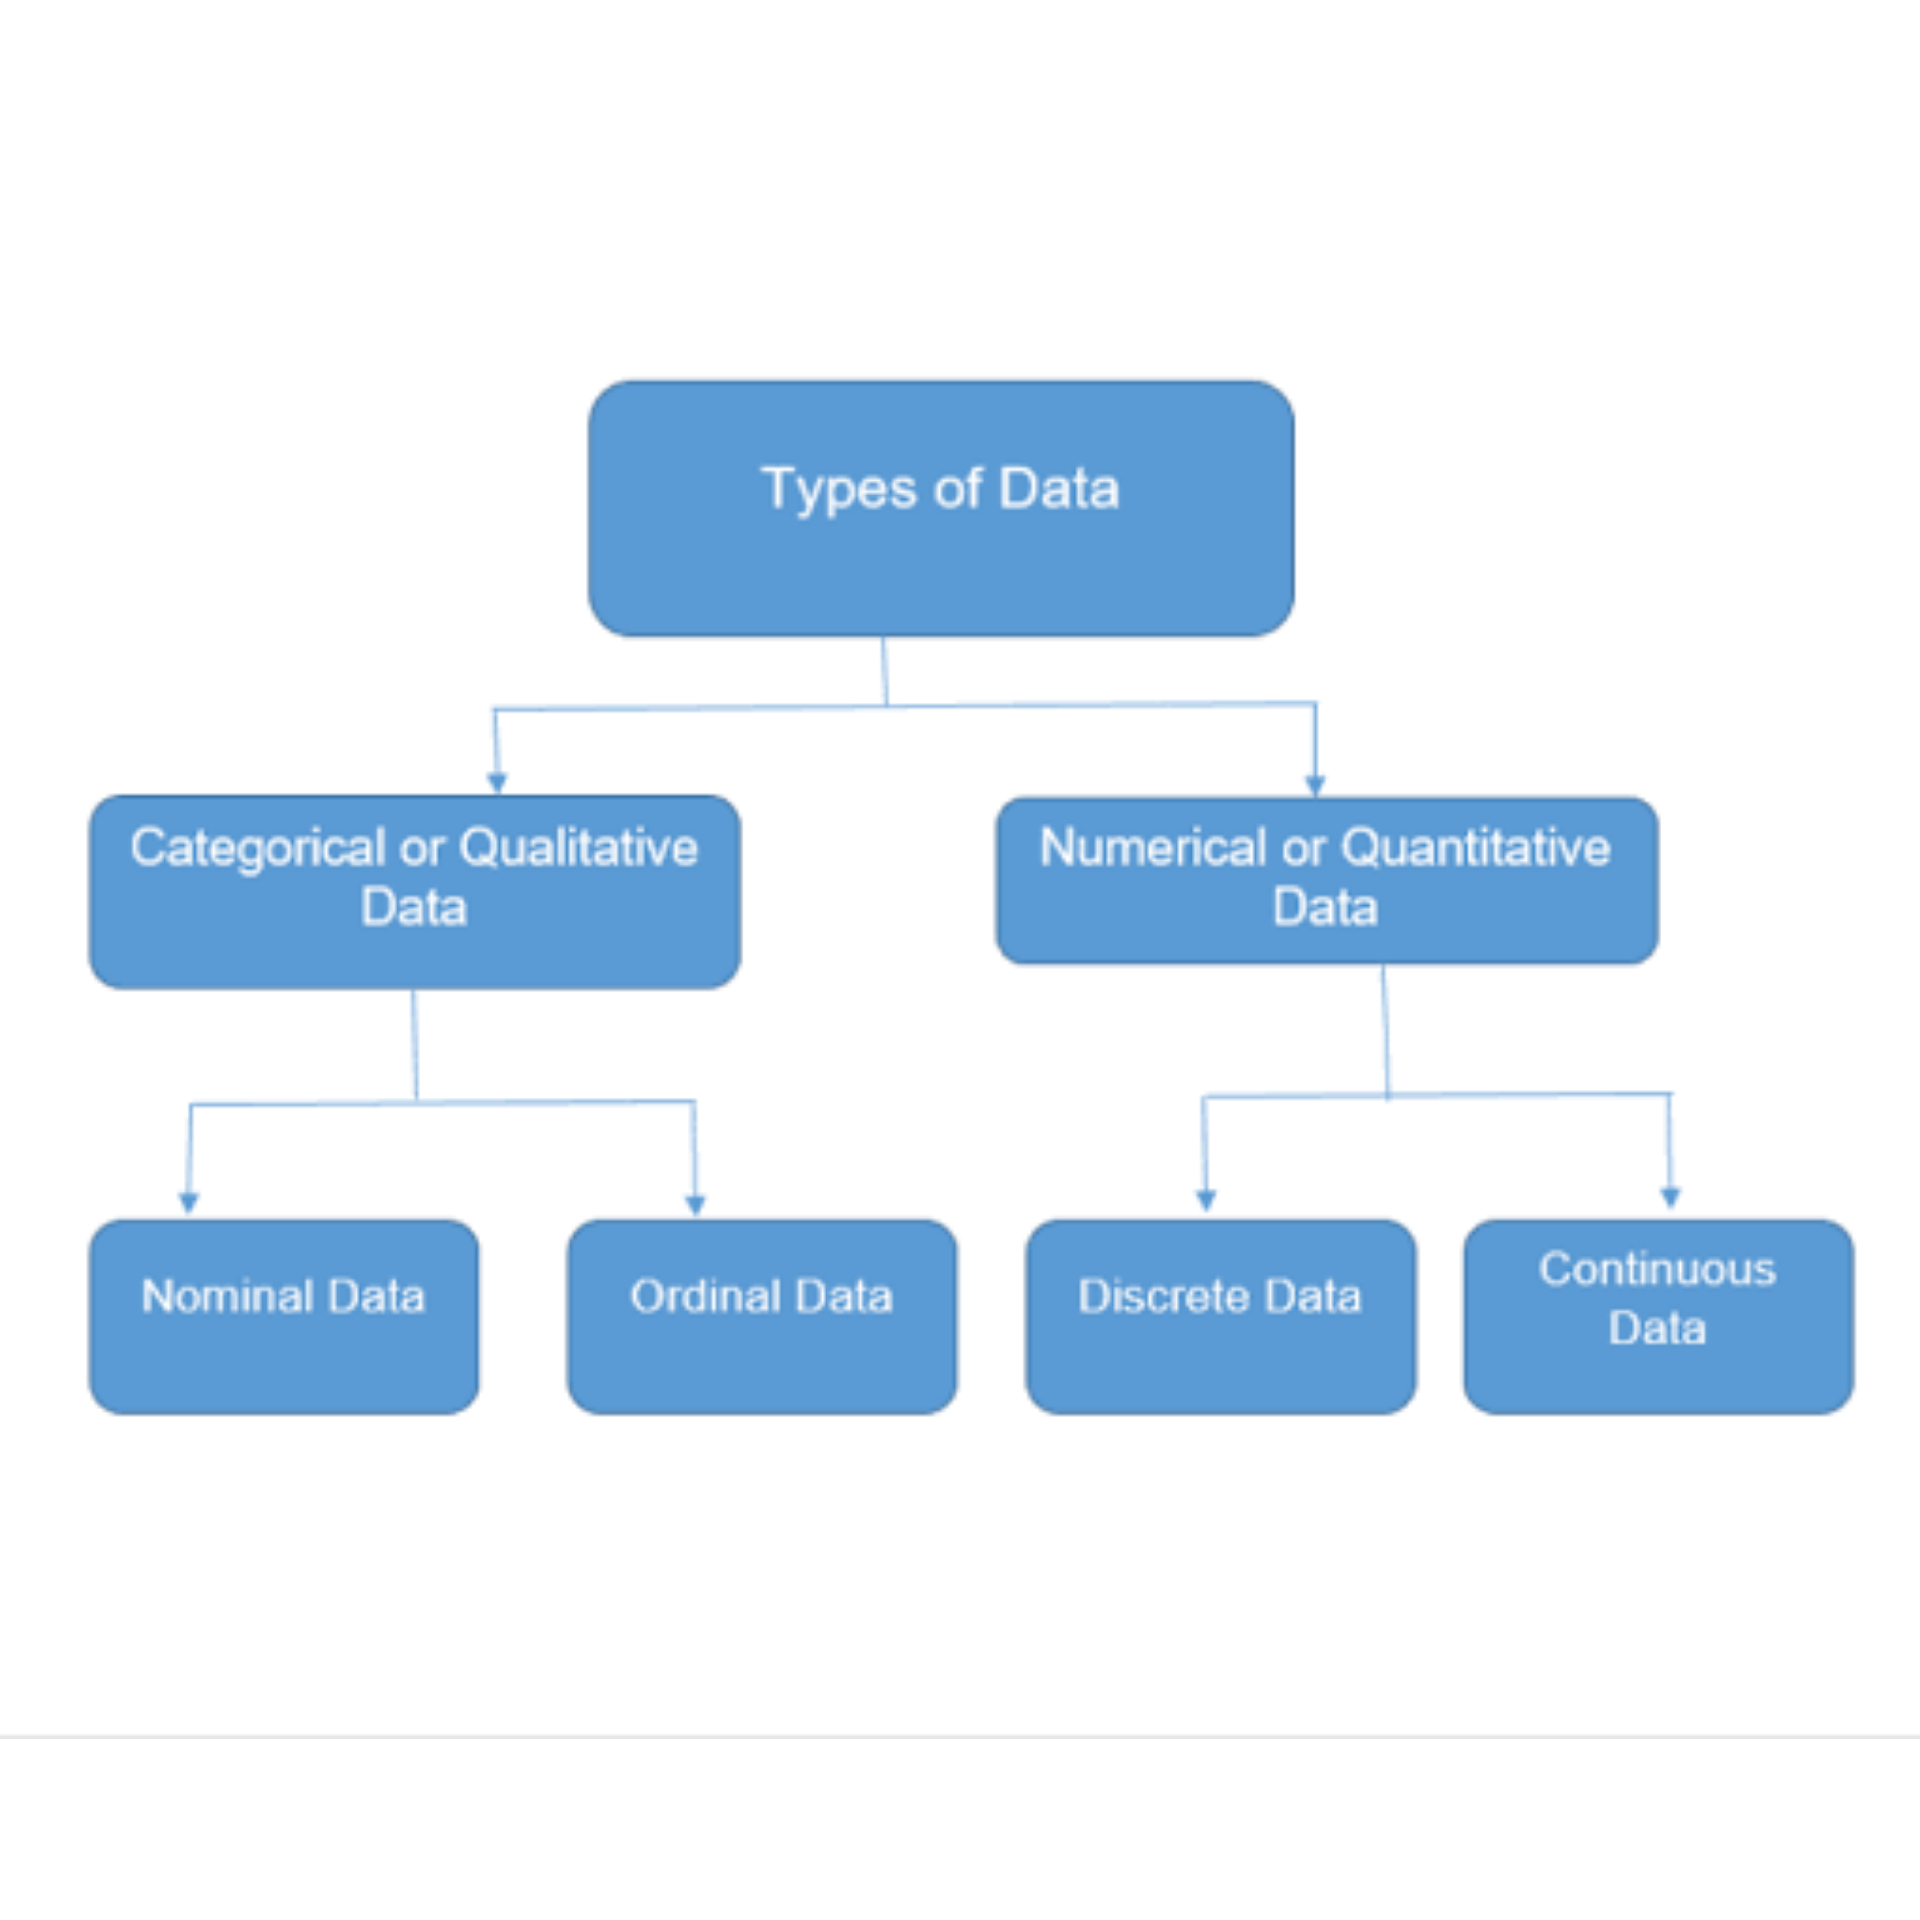 Types of Data
Categorical or Qualitative
Data
Numerical or Quantitative
Data
Nominal Data
Ordinal Data
Discrete Data
Continuous
Data